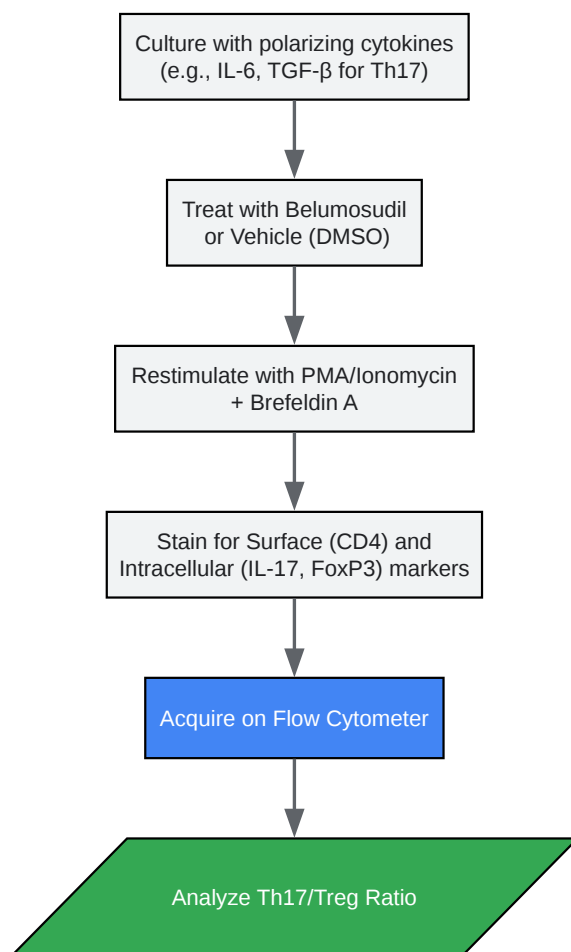 Culture with polarizing cytokines
(e.g., IL-6, TGF-β for Th17)
Treat with Belumosudil
or Vehicle (DMSO)
Restimulate with PMA/Ionomycin
+ Brefeldin A
Stain for Surface (CD4) and
Intracellular (IL-17, FoxP3) markers
Acquire on Flow Cytometer
Analyze Th17/Treg Ratio